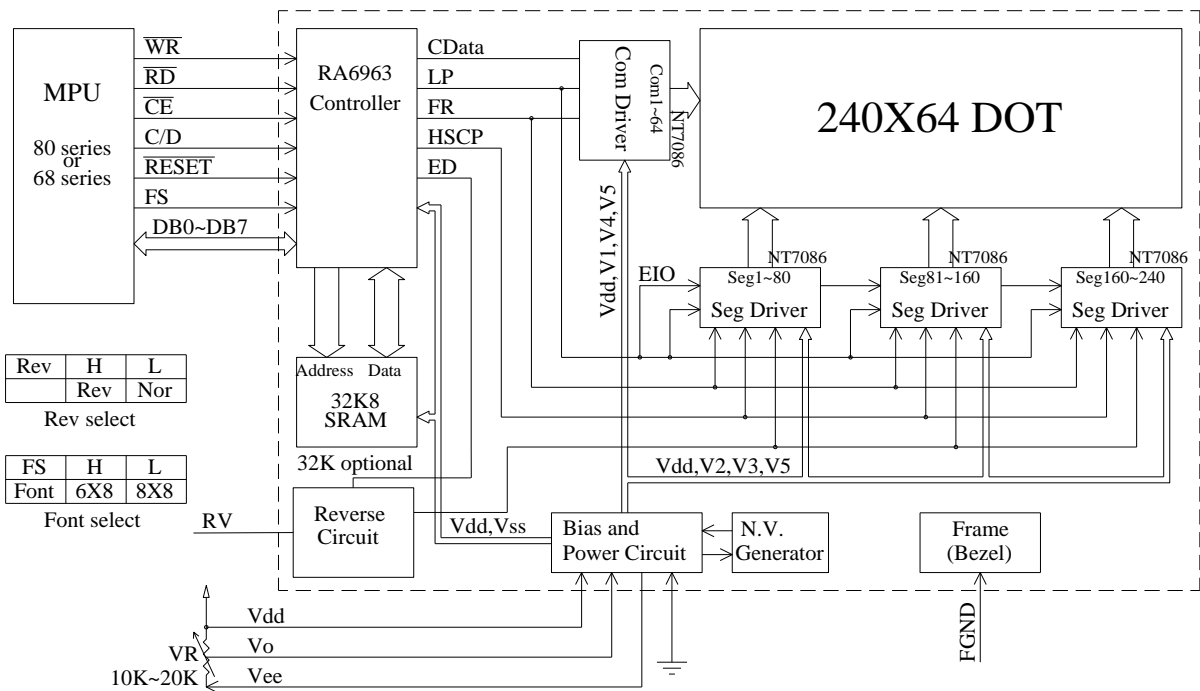 MPU
80 series
or
68 series
WR
RD
CE
C/D
RESET
FS
DB0~DB7
RA6963
Controller
CData
LP
FR
HSCP
ED
Com Driver
Com1~64
NT7086
240X64 DOT
Vdd,V1,V4,V5
EIO
NT7086
Seg1~80
Seg Driver
NT7086
Seg81~160
Seg Driver
NT7086
Seg160~240
Seg Driver
Address Data
32K8
SRAM
32K optional
Rev H L
Rev Nor
Rev select
FS H L
Font 6X8 8X8
Font select
RV
Reverse
Circuit
Vdd,Vss
Vdd,V2,V3,V5
Bias and
Power Circuit
N.V.
Generator
Frame
(Bezel)
FGND
Vdd
Vo
Vee
VR
10K~20K